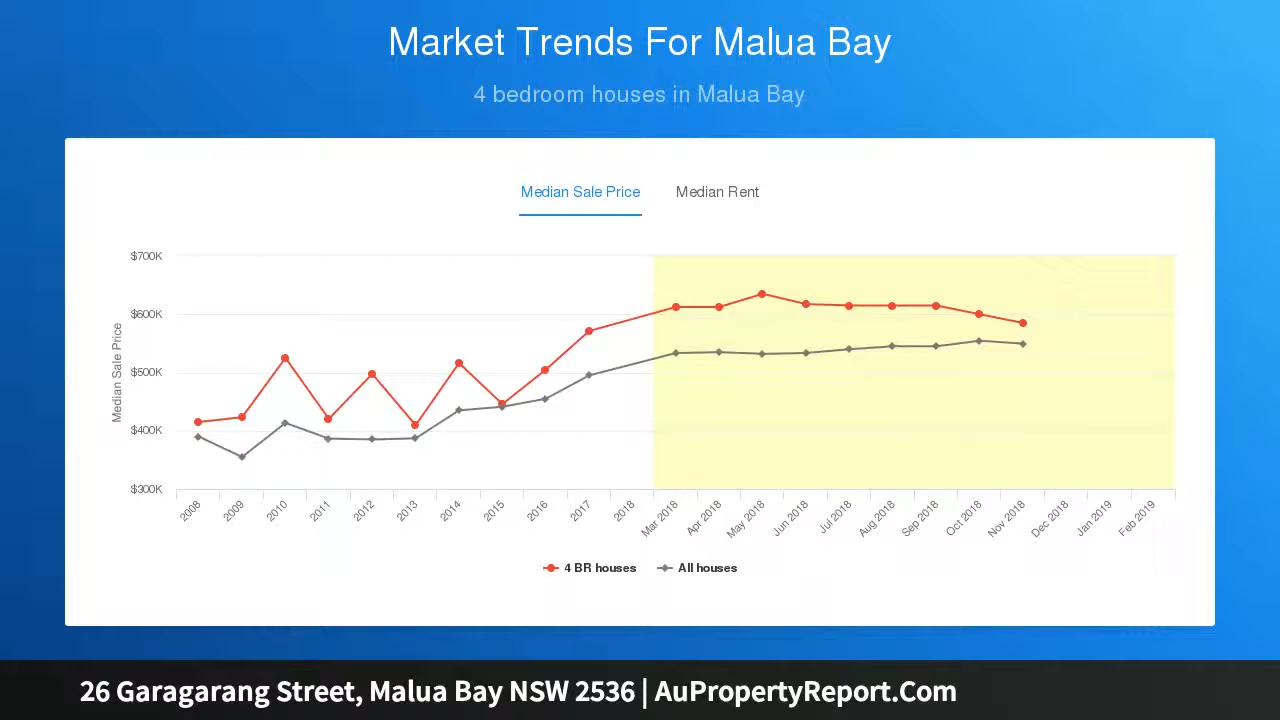 Market Trends For Malua Bay
4 bedroom houses in Malua Bay
Median Sale Price Median Rent
$700K
$600K
$500K
$400K
$300K
Median Sale Price
2008 2009 2010 2011 2012 2013 2014 2015 2016 2017 2018 Mar 2018 Apr 2018 May 2018 Jun 2018 Jul 2018 Aug 2018 Sep 2018 Oct 2018 Nov 2018 Dec 2018 Jan 2019 Feb 2019
4 BR houses All houses
26 Garagarang Street, Malua Bay NSW 2536 | AuPropertyReport.Com